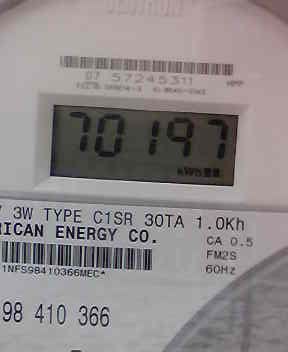 CENTRON
07 57245311
70197
kWh
3W TYPE C1SR 30TA 1.0Kh
RICAN ENERGY CO.
CA 0.5
FM2S
60Hz
1NFS98410366MEC*
98 410 366